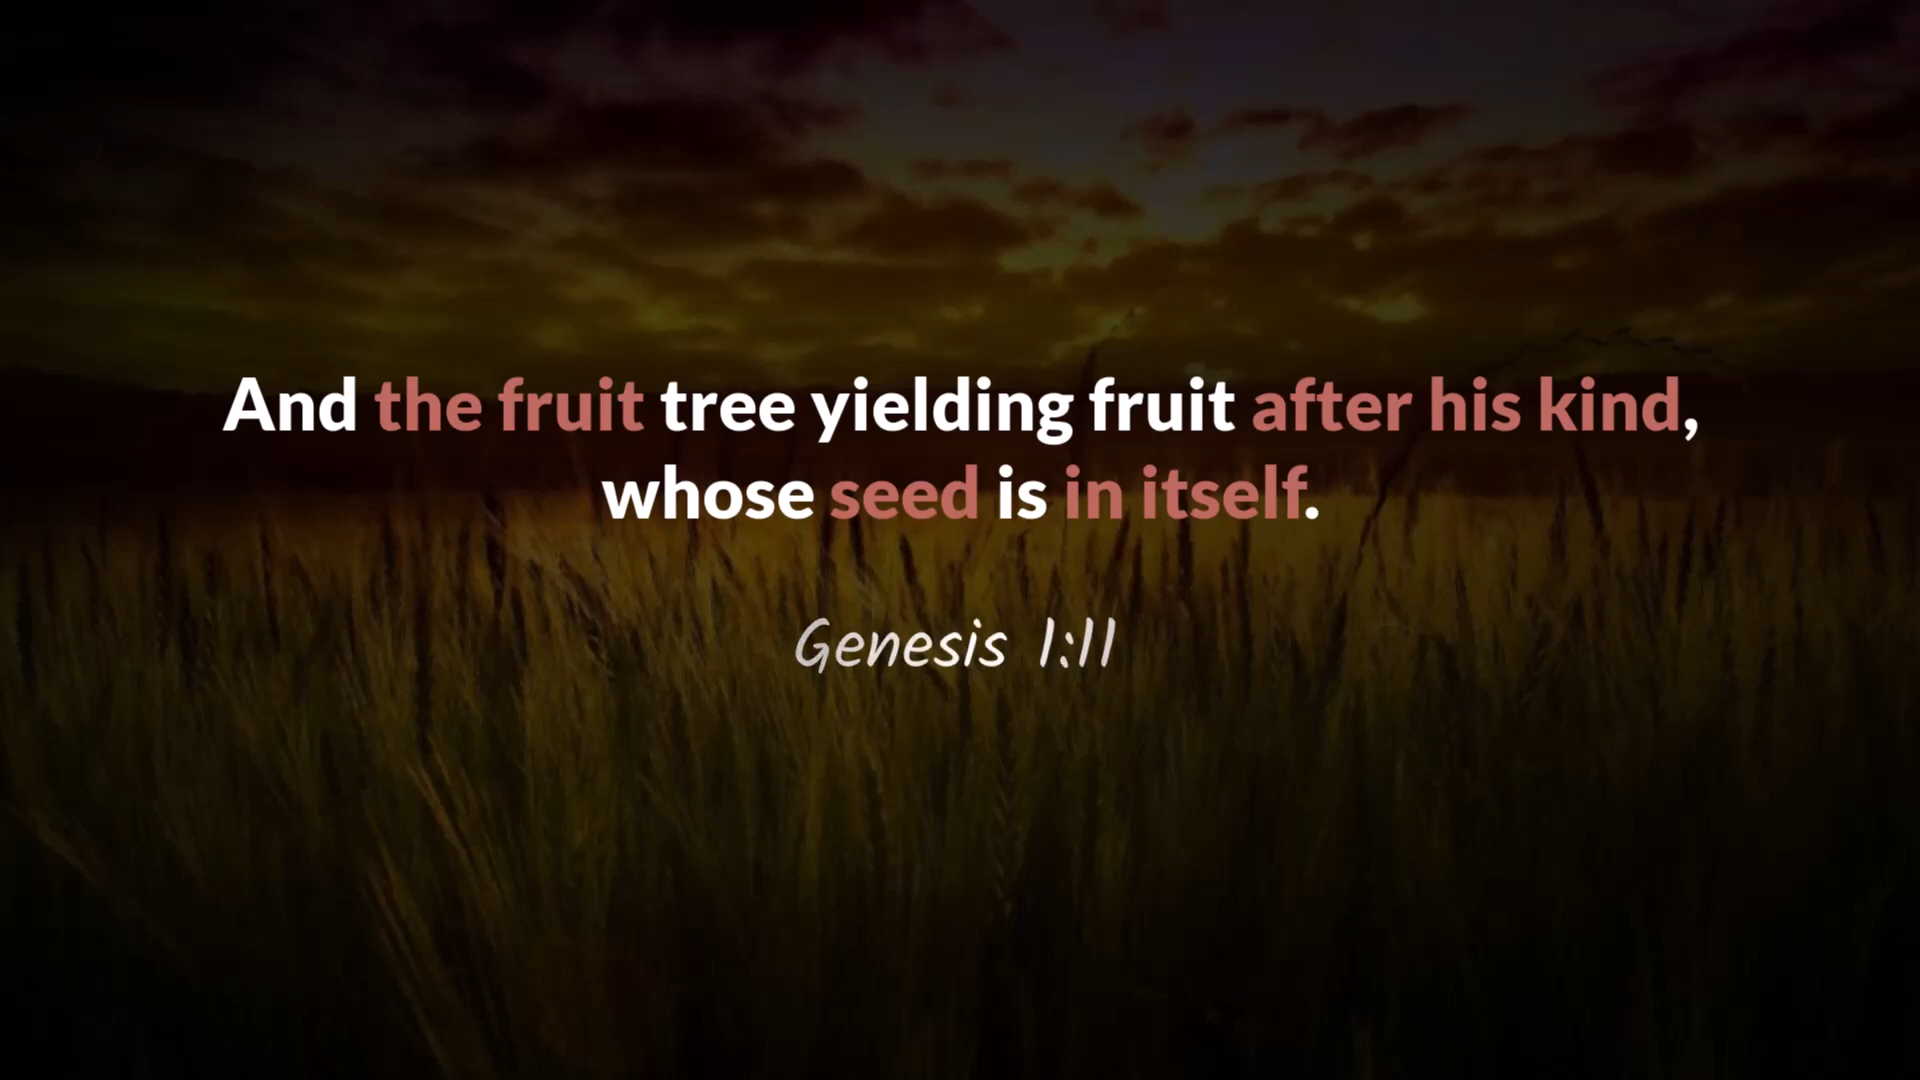 And the fruit tree yielding fruit after his kind,
whose seed is in itself.
Genesis 1:11